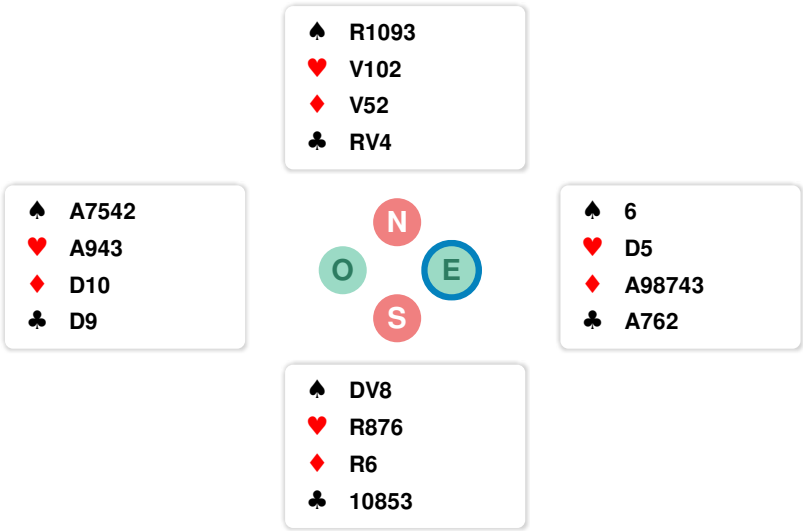 ♠ R1093
♥ V102
♦ V52
♣ RV4
♠ A7542
♥ A943
♦ D10
♣ D9
N
O
E
S
♠ 6
♥ D5
♦ A98743
♣ A762
♠ DV8
♥ R876
♦ R6
♣ 10853